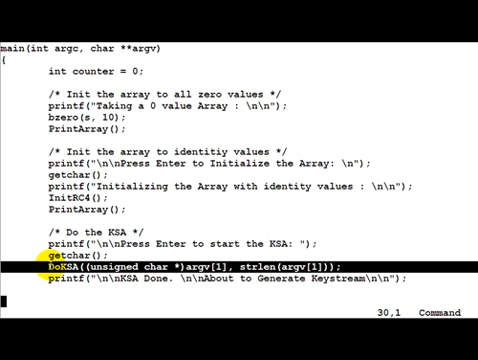 main(int argc, char **argv)
{
int counter = 0;
/* Init the array to all zero values */
printf("Taking a 0 value Array : \n\n");
bzero(s, 10);
PrintArray();
/* Init the array to identitiy values */
printf("\n\nPress Enter to Initialize the Array: \n");
getchar();
printf("Initializing the Array with identity values : \n\n");
InitRC4();
PrintArray();
/* Do the KSA */
printf("\n\nPress Enter to start the KSA: ");
getchar();
DoKSA((unsigned char *)argv[1], strlen(argv[1]));
printf("\n\nKSA Done. \n\nAbout to Generate Keystream\n\n");
30,1 Command